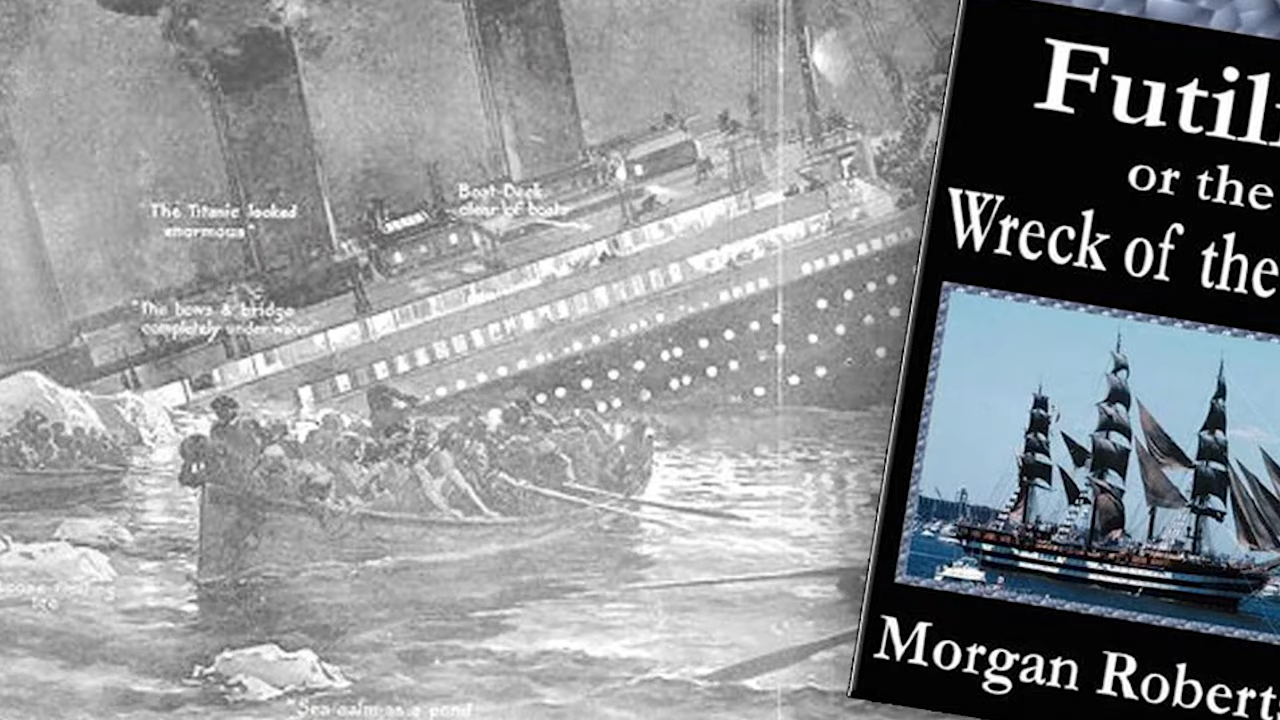 "The Titanic looked
enormous"
Boat Deck
clear of boats
"The bows & bridge
completely under water
"Sea calm as a pond
Futil
or the
Wreck of the
Morgan Roberts